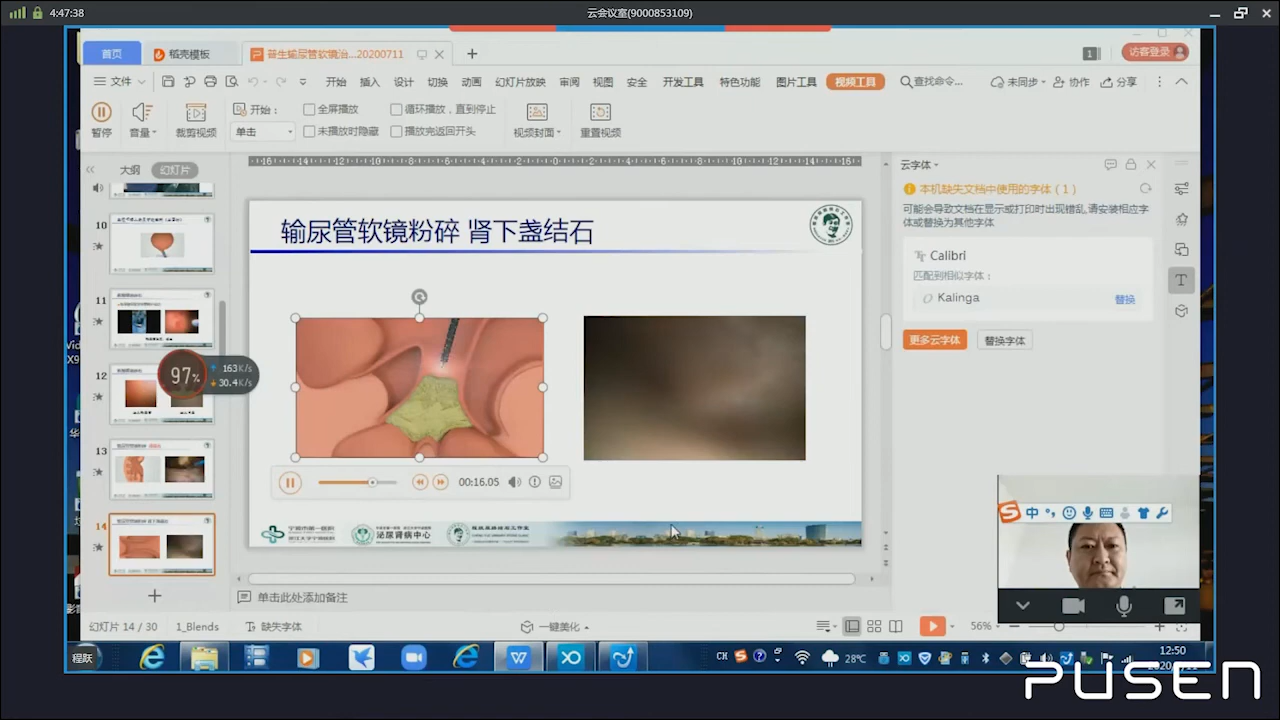 4:47:38
云会议室(9000853109)
首页
稻壳模板
普生输尿管软镜治...20200711
1
访客登录
文件
开始
插入
设计
切换
动画
幻灯片放映
审阅
视图
安全
开发工具
特色功能
图片工具
视频工具
查找命令...
未同步
协作
分享
暂停
音量
裁剪视频
开始：
单击
全屏播放
未播放时隐藏
循环播放，直到停止
播放完返回开头
视频封面
重置视频
大纲
幻灯片
10
11
12
13
14
97%
163K/s
30.4K/s
输尿管软镜粉碎 肾下盏结石
00:16.05
宁波市第一医院
泌尿肾病中心
云字体
本机缺失文档中使用的字体（1）
可能会导致文档在显示或打印时出现错乱,请安装相应字
体或替换为其他字体
Calibri
匹配到相似字体：
Kalinga
替换
更多云字体
替换字体
中
单击此处添加备注
幻灯片 14 / 30
1_Blends
缺失字体
一键美化
56%
程跃
CH
28℃
12:50
PUSEN